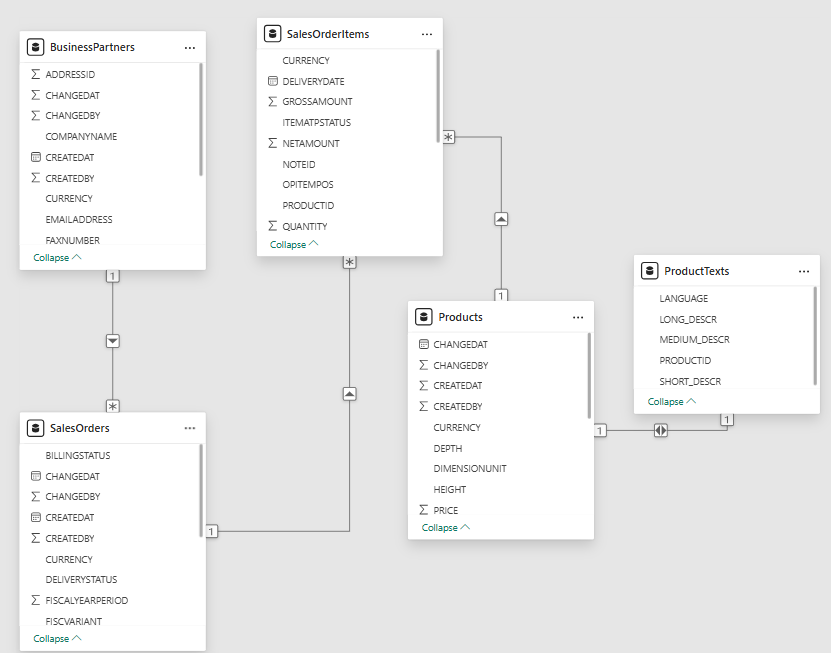 BusinessPartners
ADDRESSID
CHANGEDAT
CHANGEDBY
COMPANYNAME
CREATEDAT
CREATEDBY
CURRENCY
EMAILADDRESS
FAXNUMBER
Collapse
1
*
SalesOrderItems
CURRENCY
DELIVERYDATE
GROSSAMOUNT
ITEMATPSTATUS
NETAMOUNT
NOTEID
OPITEMPOS
PRODUCTID
QUANTITY
Collapse
*
*
1
SalesOrders
BILLINGSTATUS
CHANGEDAT
CHANGEDBY
CREATEDAT
CREATEDBY
CURRENCY
DELIVERYSTATUS
FISCALYEARPERIOD
FISCVARIANT
Collapse
1
Products
CHANGEDAT
CHANGEDBY
CREATEDAT
CREATEDBY
CURRENCY
DEPTH
DIMENSIONUNIT
HEIGHT
PRICE
Collapse
1
ProductTexts
LANGUAGE
LONG_DESCR
MEDIUM_DESCR
PRODUCTID
SHORT_DESCR
Collapse
1